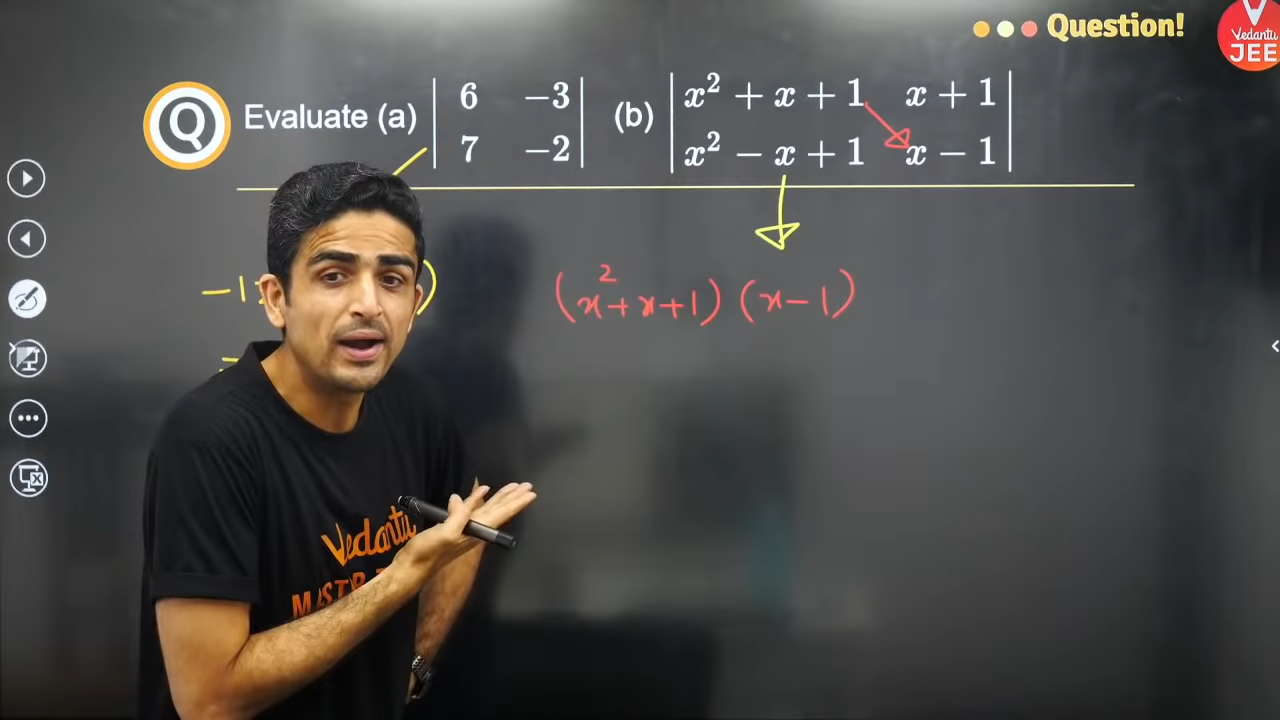 Question!
Vedantu
JEE
Q Evaluate (a) | 6 −3 | (b) | x² + x + 1 x + 1 |
| 7 −2 | | x² − x + 1 x − 1 |
(x²+x+1) (x−1)
Vedantu